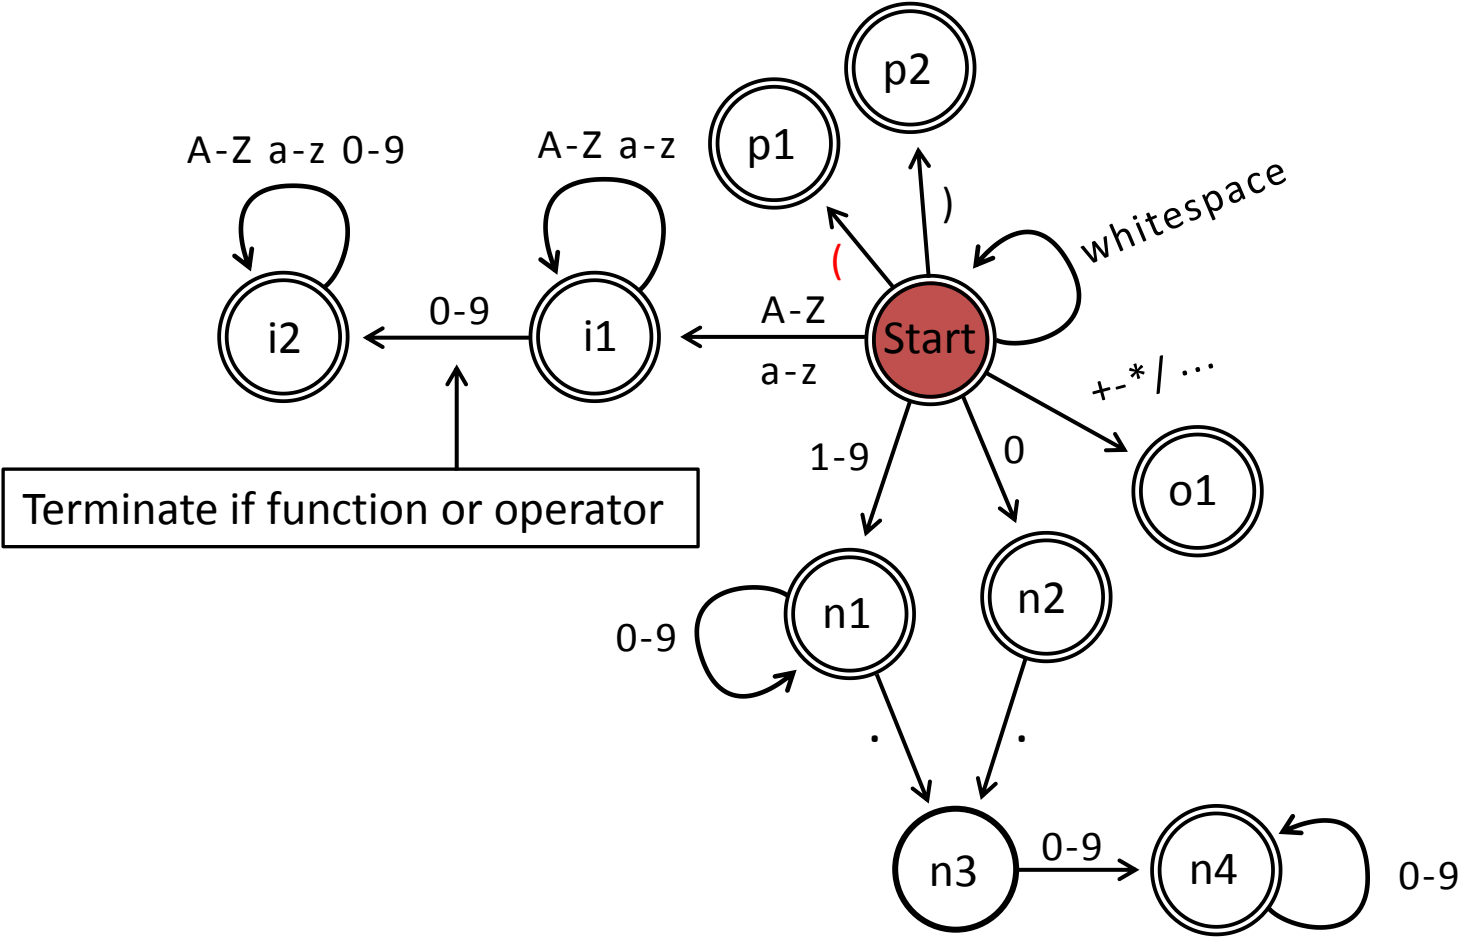 p2
p1
A-Z a-z 0-9
A-Z a-z
)
whitespace
(
A-Z
0-9
i2
i1
Start
a-z
+-*/ ...
1-9
0
Terminate if function or operator
o1
n1
n2
0-9
.
.
0-9
n3
n4
0-9